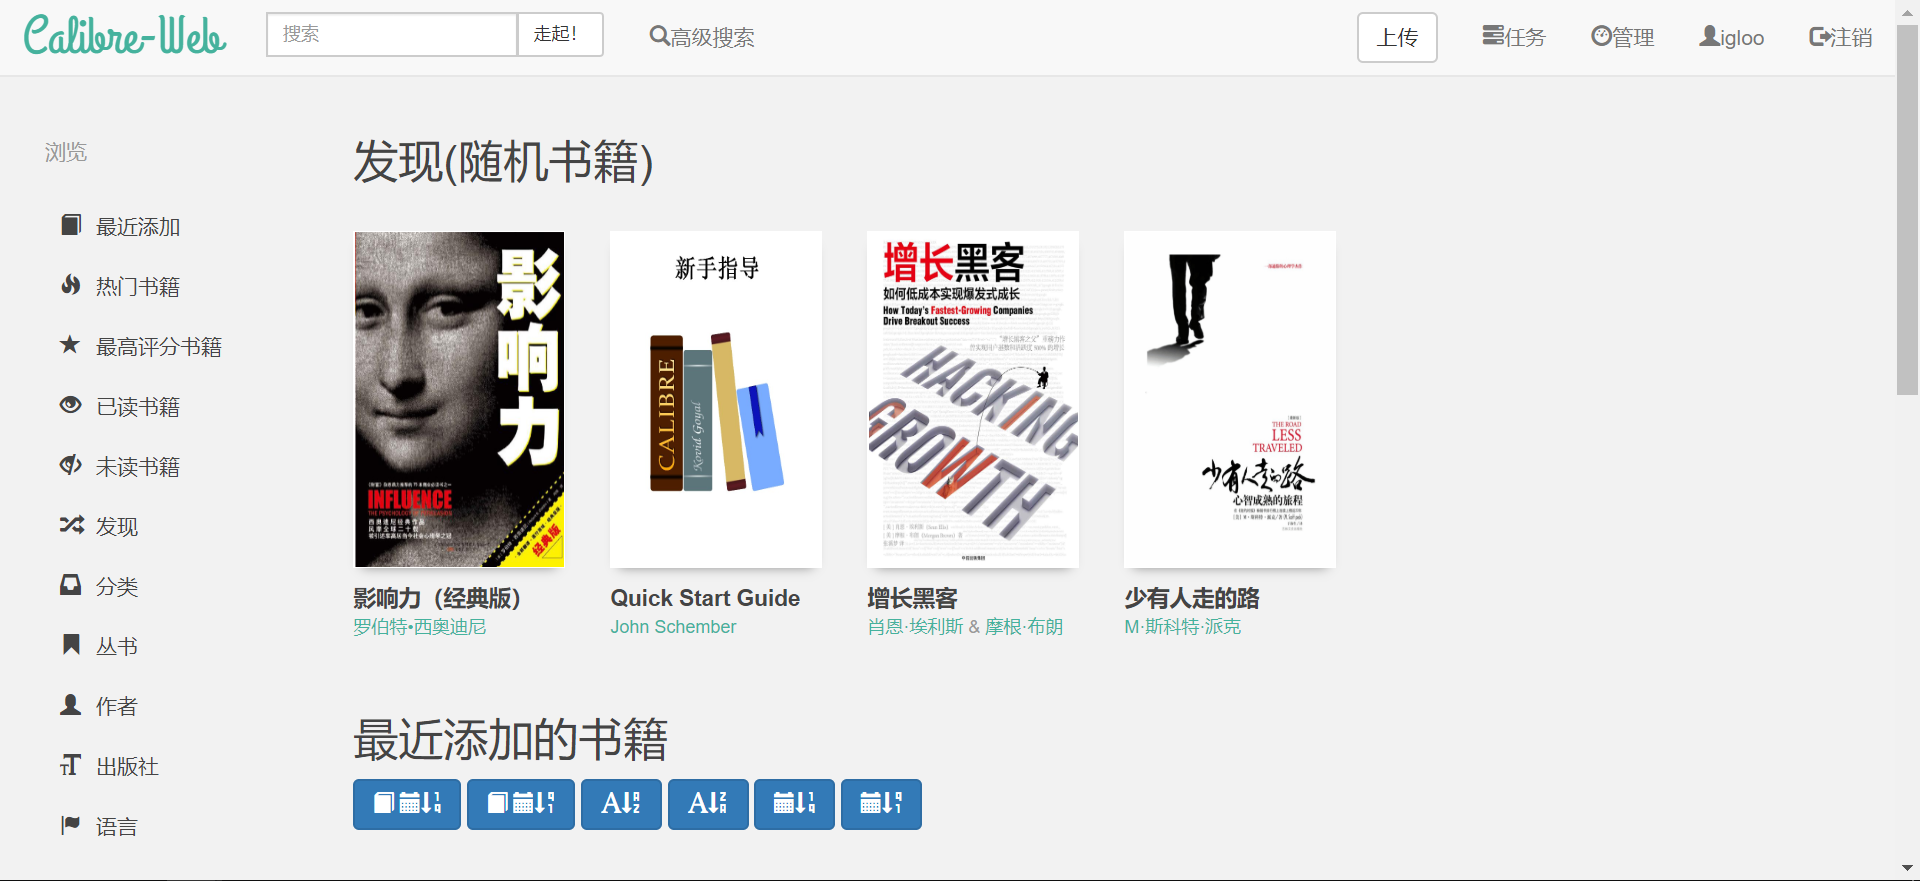 Calibre-Web
搜索
走起！
高级搜索
上传
任务
管理
igloo
注销
浏览
最近添加
热门书籍
最高评分书籍
已读书籍
未读书籍
发现
分类
丛书
作者
出版社
语言
发现(随机书籍)
影响力
INFLUENCE
经典版
影响力（经典版）
罗伯特•西奥迪尼
新手指导
CALIBRE
Kovid Goyal
Quick Start Guide
John Schember
增长黑客
如何低成本实现爆发式成长
How Today's Fastest-Growing Companies
Drive Breakout Success
HACKING
GROWTH
增长黑客
肖恩·埃利斯 & 摩根·布朗
THE ROAD
LESS
TRAVELED
少有人走的路
心智成熟的旅程
少有人走的路
M·斯科特·派克
最近添加的书籍